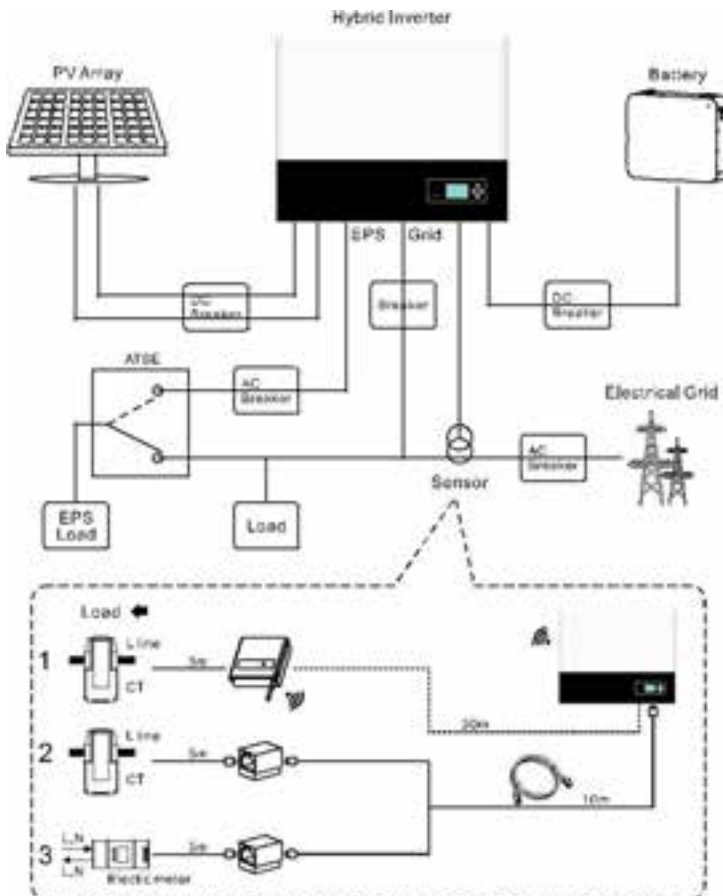 Hybrid Inverter
PV Array
Battery
EPS Grid
DC
Breaker
Breaker
DC
Breaker
ATSE
AC
Breaker
Electrical Grid
AC
Breaker
Sensor
EPS
Load
Load
Load
1
L line
5m
CT
20m
2
L line
5m
CT
10m
3
L,N
L,N
Electric meter